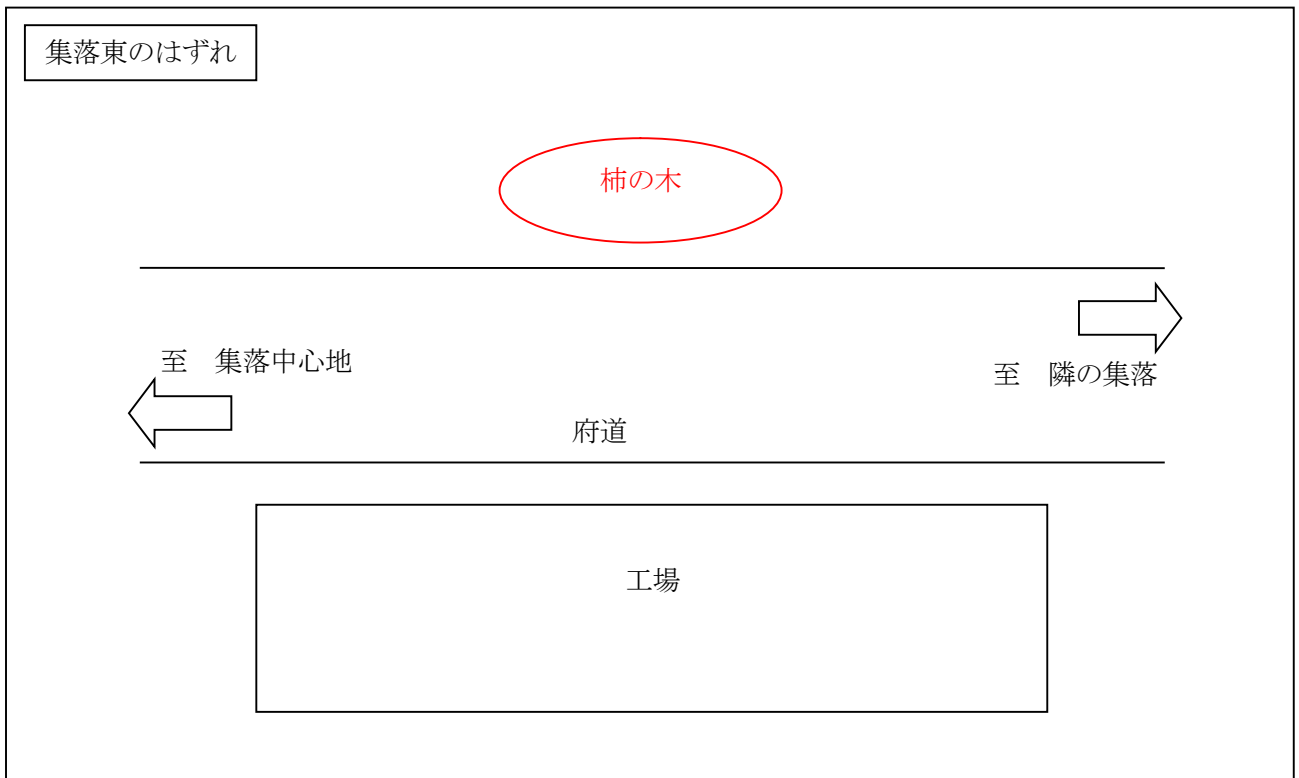 集落東のはずれ
柿の木
至　集落中心地
至　隣の集落
府道
工場